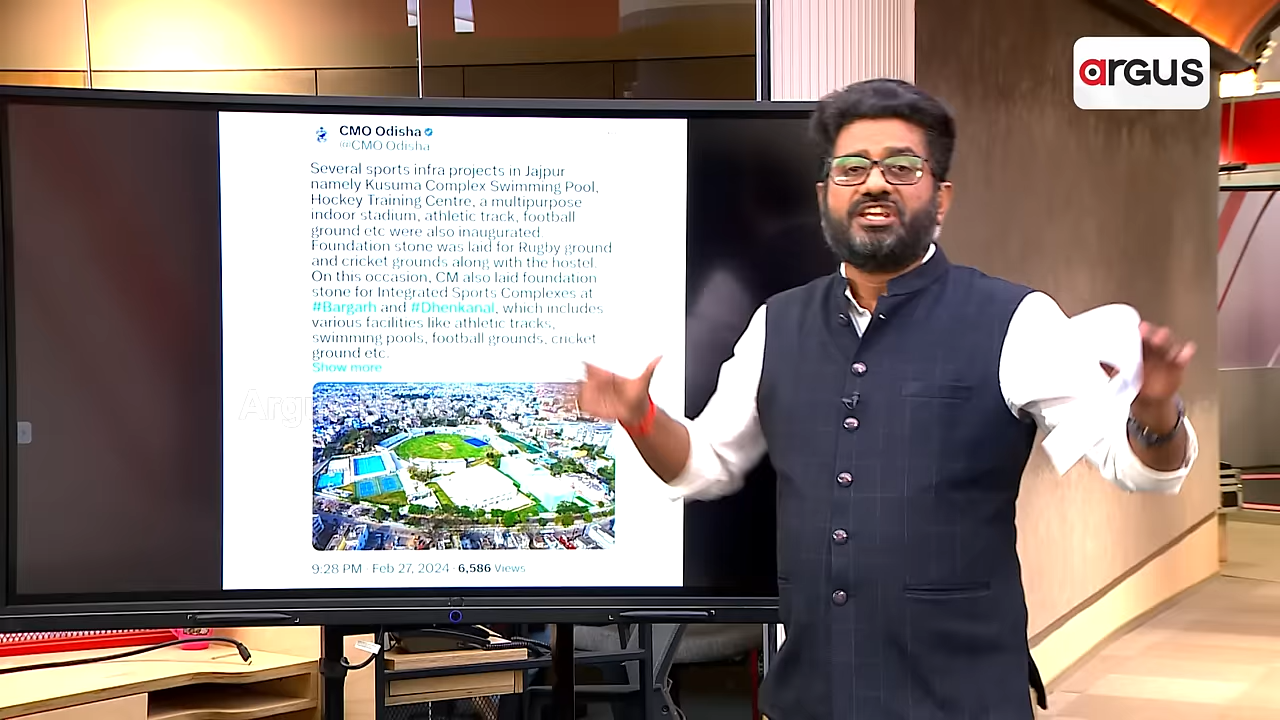 argus
CMO Odisha
@CMO Odisha
Several sports infra projects in Jajpur
namely Kusuma Complex Swimming Pool,
Hockey Training Centre, a multipurpose
indoor stadium, athletic track, football
ground etc were also inaugurated.
Foundation stone was laid for Rugby ground
and cricket grounds along with the hostel.
On this occasion, CM also laid foundation
stone for Integrated Sports Complexes at
#Bargarh and #Dhenkanal, which includes
various facilities like athletic tracks,
swimming pools, football grounds, cricket
ground etc.
Show more
9:28 PM · Feb 27, 2024 · 6,586 Views